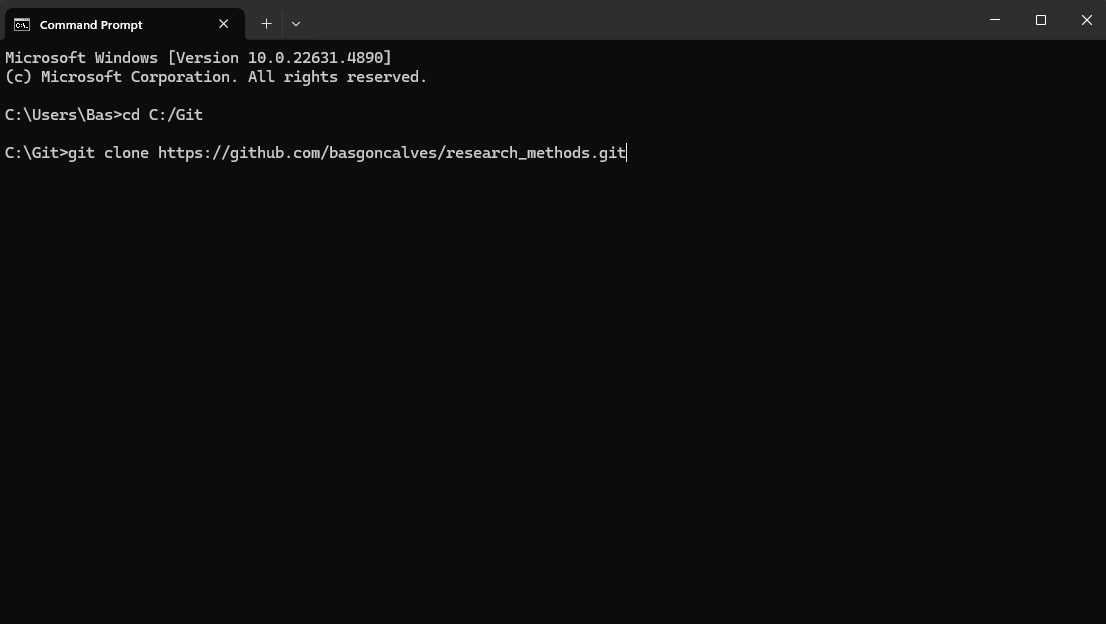 Command Prompt
Microsoft Windows [Version 10.0.22631.4890]
(c) Microsoft Corporation. All rights reserved.
C:\Users\Bas>cd C:/Git
C:\Git>git clone https://github.com/basgoncalves/research_methods.git